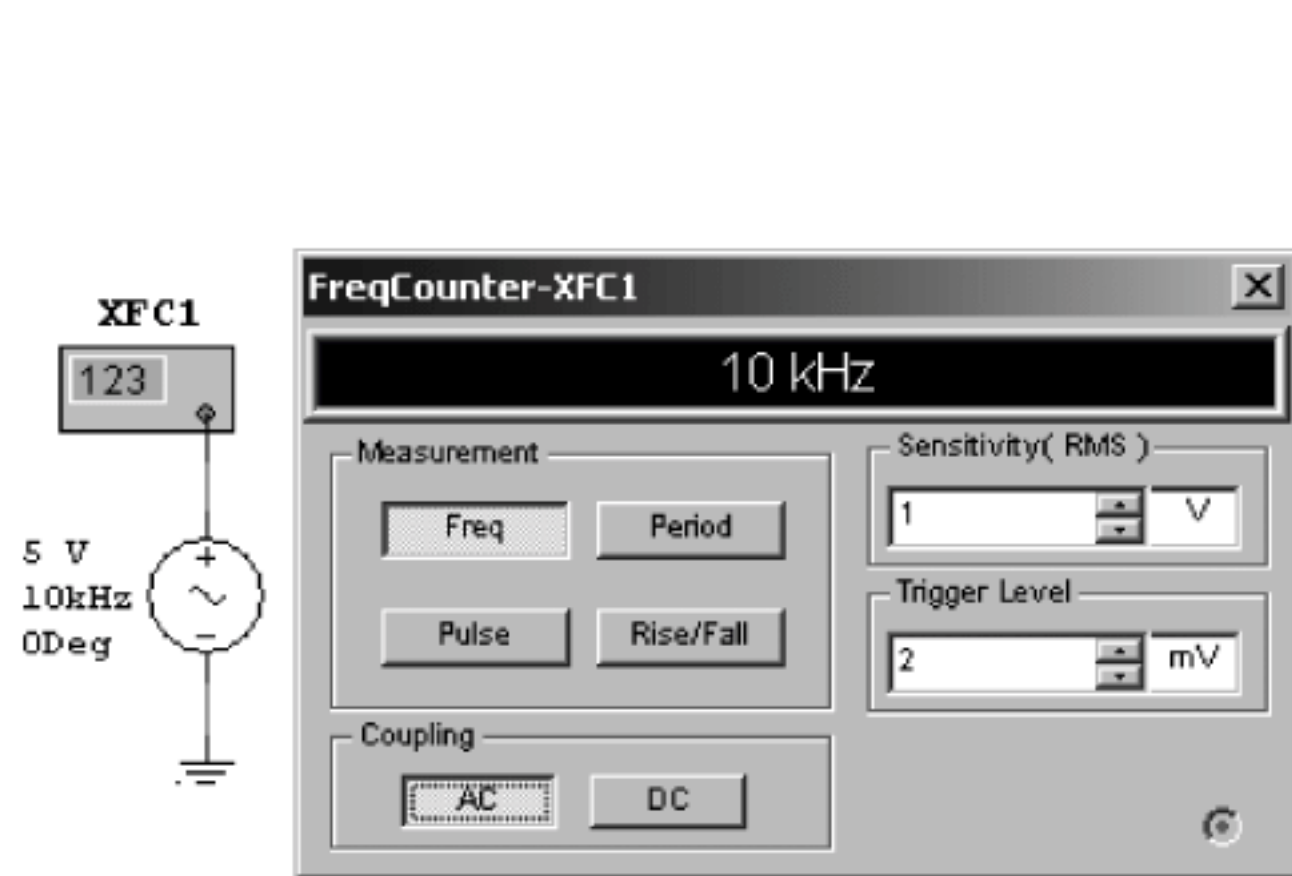 XFC1
123
5 V
10kHz
0Deg
FreqCounter-XFC1
10 kHz
Measurement
Freq Period
Pulse Rise/Fall
Coupling
AC DC
Sensitivity( RMS )
1 V
Trigger Level
2 mV